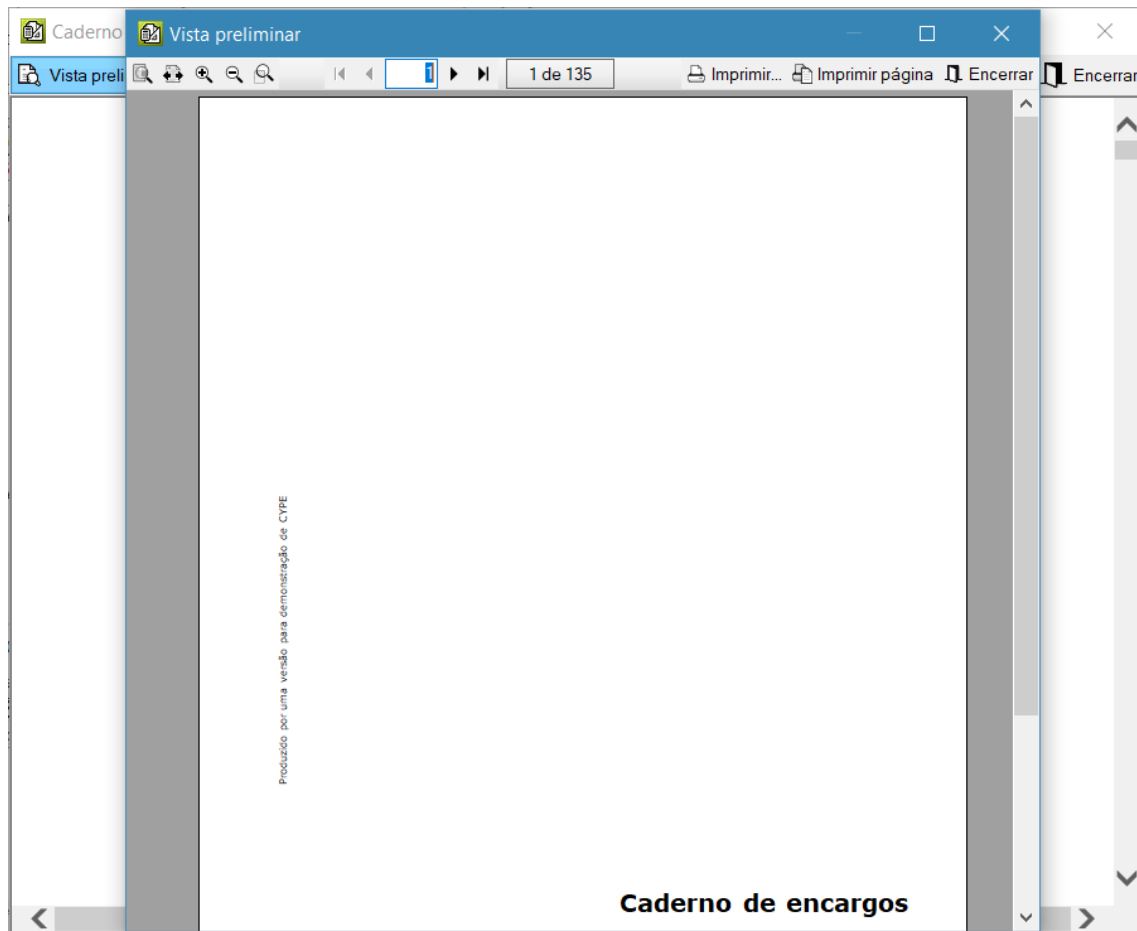 Caderno
Vista preliminar
Vista preli
1
1 de 135
Imprimir...
Imprimir página
Encerrar
Encerrar
Produzido por uma versão para demonstração de CYPE
Caderno de encargos